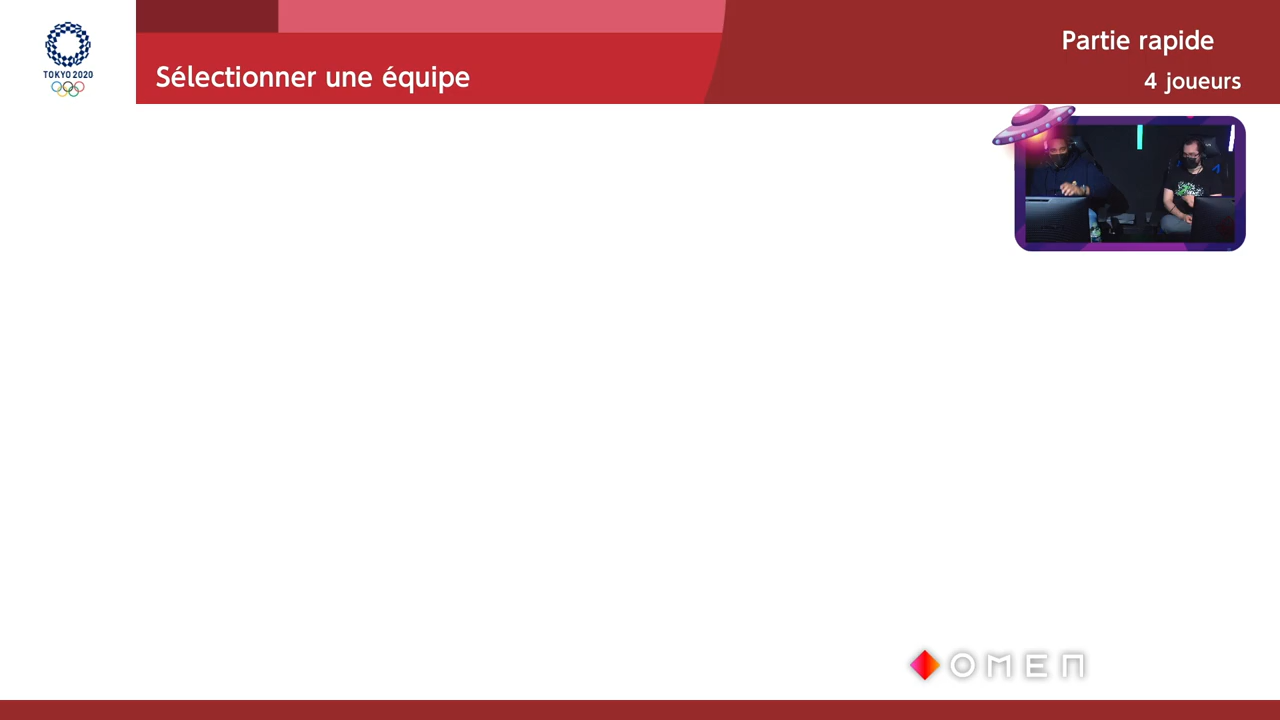 TOKYO 2020
Sélectionner une équipe
Partie rapide
4 joueurs
OMEN